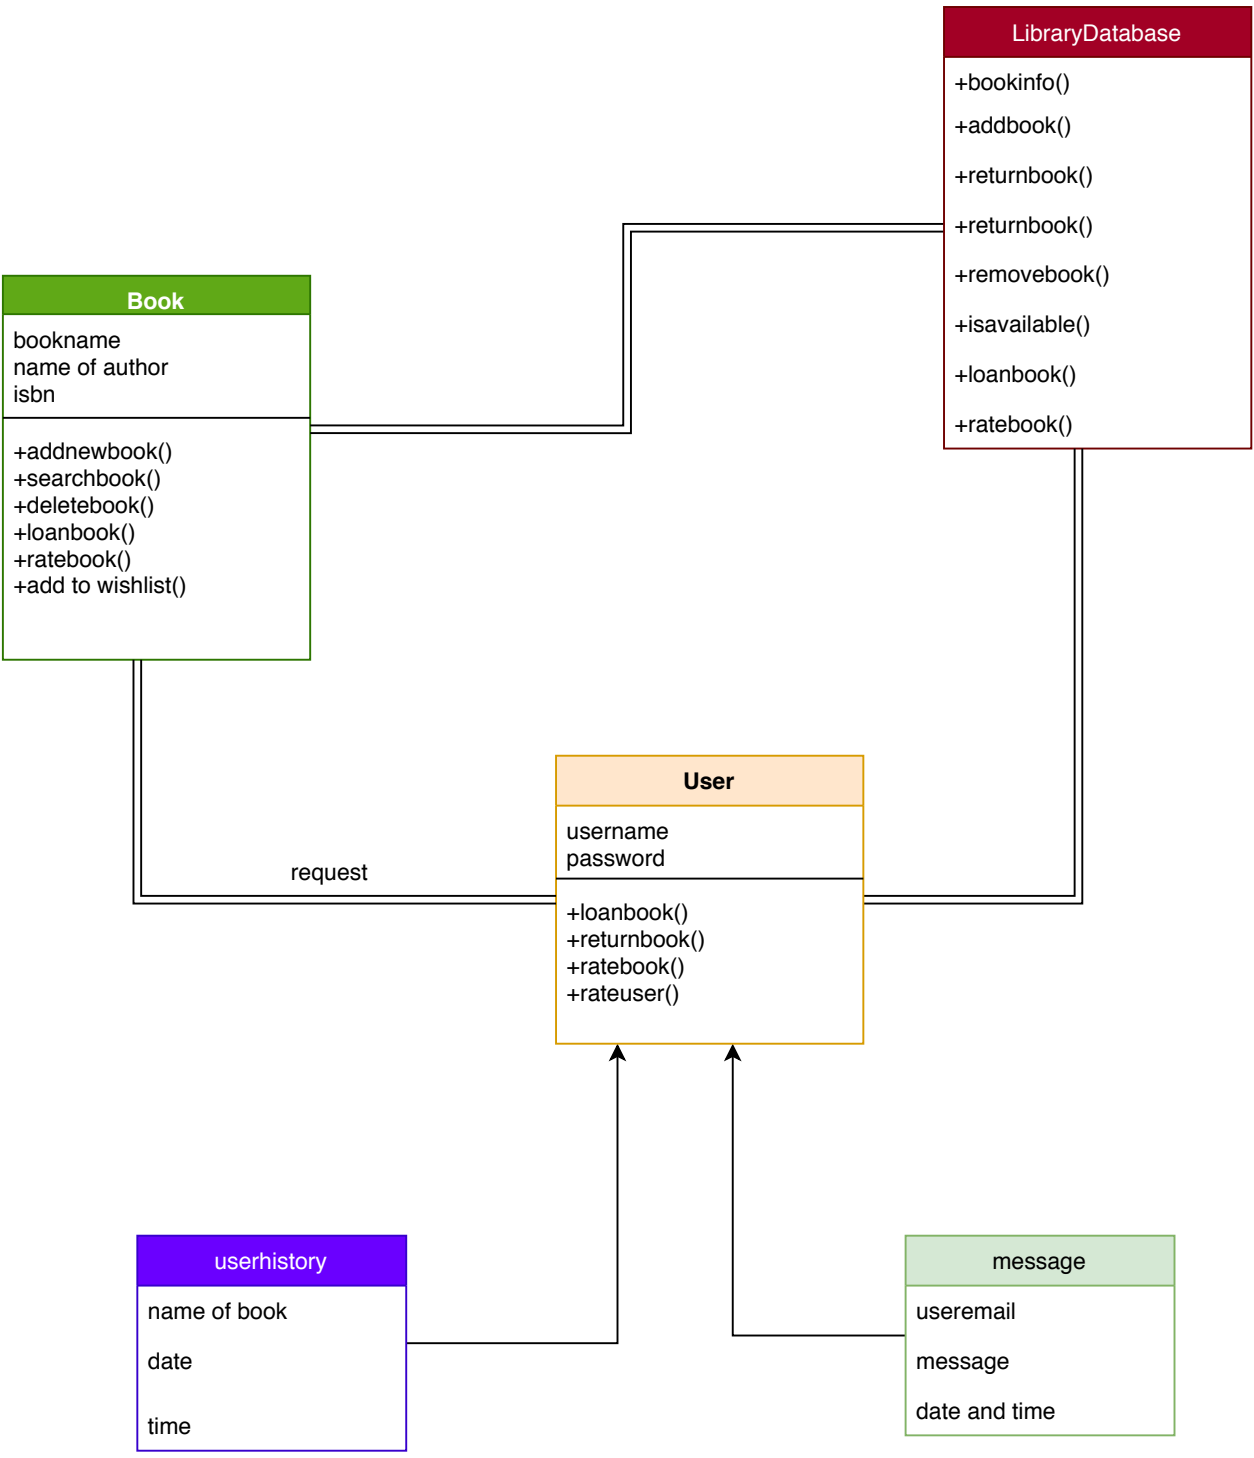 LibraryDatabase
+bookinfo()
+addbook()
+returnbook()
+returnbook()
+removebook()
+isavailable()
+loanbook()
+ratebook()
Book
bookname
name of author
isbn
+addnewbook()
+searchbook()
+deletebook()
+loanbook()
+ratebook()
+add to wishlist()
request
User
username
password
+loanbook()
+returnbook()
+ratebook()
+rateuser()
userhistory
name of book
date
time
message
useremail
message
date and time